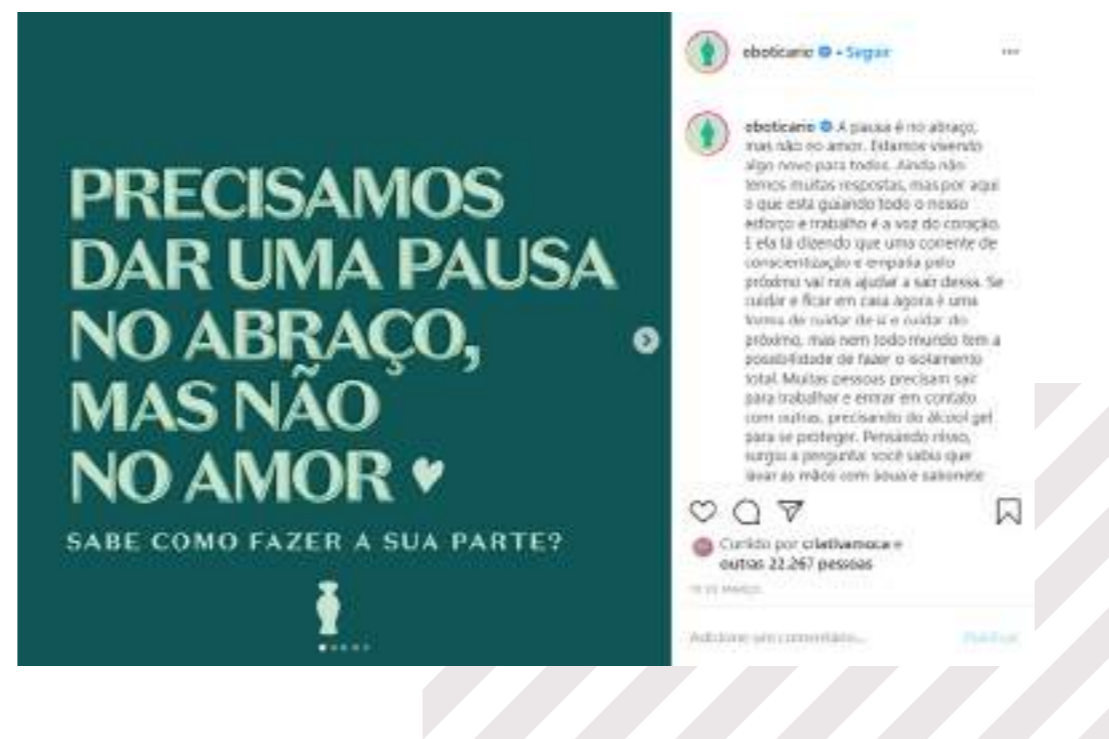 PRECISAMOS
DAR UMA PAUSA
NO ABRAÇO,
MAS NÃO
NO AMOR
SABE COMO FAZER A SUA PARTE?
oboticario • Seguir
oboticario A pausa é no abraço,
mas não no amor. Estamos vivendo
algo novo para todos. Ainda não
temos muitas respostas, mas por aqui
o que está guiando todo o nosso
esforço e trabalho é a voz do coração.
E ela tá dizendo que uma corrente de
conscientização e empatia pelo
próximo vai nos ajudar a sair dessa. Se
cuidar e ficar em casa agora é uma
forma de cuidar de si e cuidar do
próximo, mas nem todo mundo tem a
possibilidade de fazer o isolamento
total. Muitas pessoas precisam sair
para trabalhar e entrar em contato
com outras, precisando do álcool gel
para se proteger. Pensando nisso,
surgiu a pergunta: você sabia que
lavar as mãos com água e sabonete
Curtido por criativamoca e
outras 22.267 pessoas
DE MARÇO
Adicione um comentário...
Publicar